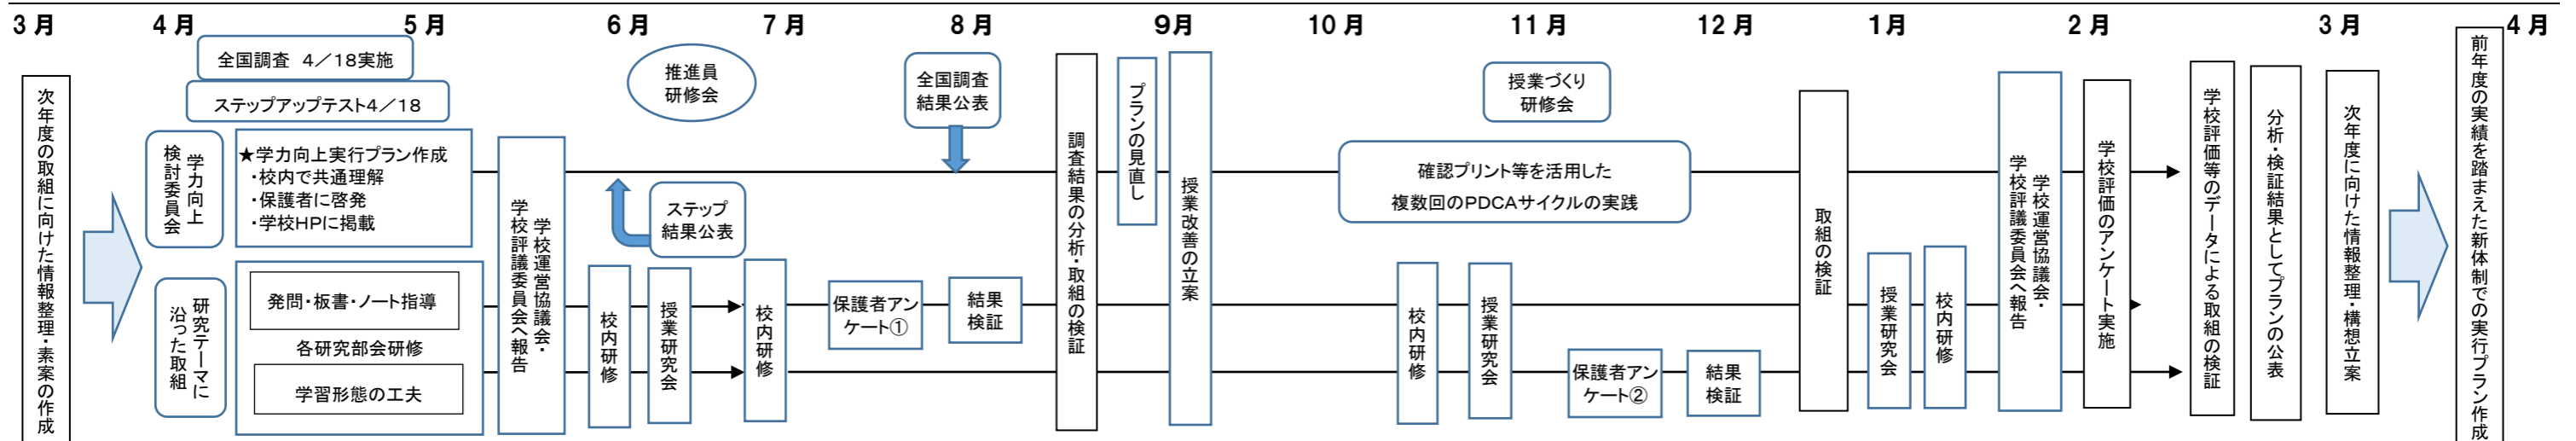 3月
4月
5月
6月
7月
8月
9月
10月
11月
12月
1月
2月
3月
4月
次年度の取組に向けた情報整理・素案の作成
全国調査 4/18実施
ステップアップテスト4/18
学力向上
検討委員会
★学力向上実行プラン作成
・校内で共通理解
・保護者に啓発
・学校HPに掲載
研究テーマに
沿った取組
発問・板書・ノート指導
各研究部会研修
学習形態の工夫
学校運営協議会・
学校評議委員会へ報告
推進員
研修会
ステップ
結果公表
校内研修
授業研究会
校内研修
保護者アン
ケート①
全国調査
結果公表
結果
検証
調査結果の分析・取組の検証
プランの見直し
授業改善の立案
授業づくり
研修会
確認プリント等を活用した
複数回のPDCAサイクルの実践
校内研修
授業研究会
保護者アン
ケート②
結果
検証
取組の検証
授業研究会
校内研修
学校運営協議会・
学校評議委員会へ報告
学校評価のアンケート実施
学校評価等のデータによる取組の検証
分析・検証結果としてプランの公表
次年度に向けた情報整理・構想立案
前年度の実績を踏まえた新体制での実行プラン作成